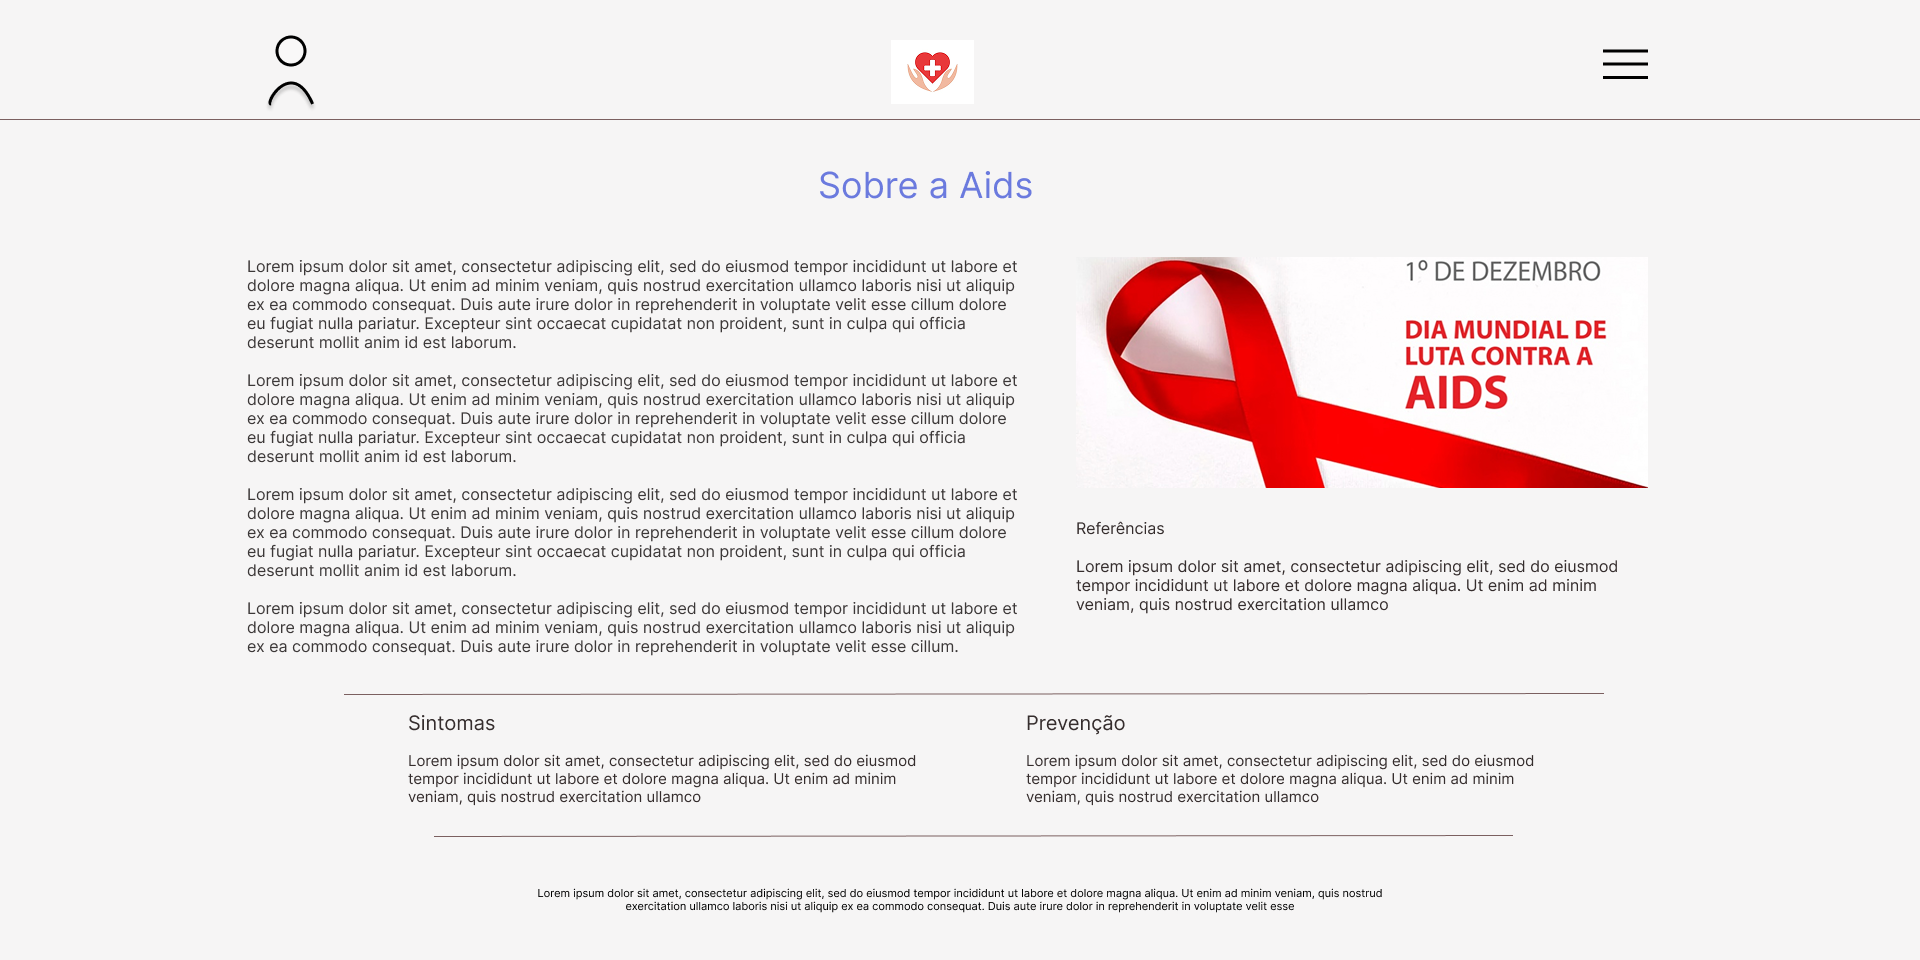 Sobre a Aids
Lorem ipsum dolor sit amet, consectetur adipiscing elit, sed do eiusmod tempor incididunt ut labore et
dolore magna aliqua. Ut enim ad minim veniam, quis nostrud exercitation ullamco laboris nisi ut aliquip
ex ea commodo consequat. Duis aute irure dolor in reprehenderit in voluptate velit esse cillum dolore
eu fugiat nulla pariatur. Excepteur sint occaecat cupidatat non proident, sunt in culpa qui officia
deserunt mollit anim id est laborum.
Lorem ipsum dolor sit amet, consectetur adipiscing elit, sed do eiusmod tempor incididunt ut labore et
dolore magna aliqua. Ut enim ad minim veniam, quis nostrud exercitation ullamco laboris nisi ut aliquip
ex ea commodo consequat. Duis aute irure dolor in reprehenderit in voluptate velit esse cillum dolore
eu fugiat nulla pariatur. Excepteur sint occaecat cupidatat non proident, sunt in culpa qui officia
deserunt mollit anim id est laborum.
Lorem ipsum dolor sit amet, consectetur adipiscing elit, sed do eiusmod tempor incididunt ut labore et
dolore magna aliqua. Ut enim ad minim veniam, quis nostrud exercitation ullamco laboris nisi ut aliquip
ex ea commodo consequat. Duis aute irure dolor in reprehenderit in voluptate velit esse cillum dolore
eu fugiat nulla pariatur. Excepteur sint occaecat cupidatat non proident, sunt in culpa qui officia
deserunt mollit anim id est laborum.
Lorem ipsum dolor sit amet, consectetur adipiscing elit, sed do eiusmod tempor incididunt ut labore et
dolore magna aliqua. Ut enim ad minim veniam, quis nostrud exercitation ullamco laboris nisi ut aliquip
ex ea commodo consequat. Duis aute irure dolor in reprehenderit in voluptate velit esse cillum.
1º DE DEZEMBRO
DIA MUNDIAL DE
LUTA CONTRA A
AIDS
Referências
Lorem ipsum dolor sit amet, consectetur adipiscing elit, sed do eiusmod
tempor incididunt ut labore et dolore magna aliqua. Ut enim ad minim
veniam, quis nostrud exercitation ullamco
Sintomas
Lorem ipsum dolor sit amet, consectetur adipiscing elit, sed do eiusmod
tempor incididunt ut labore et dolore magna aliqua. Ut enim ad minim
veniam, quis nostrud exercitation ullamco
Prevenção
Lorem ipsum dolor sit amet, consectetur adipiscing elit, sed do eiusmod
tempor incididunt ut labore et dolore magna aliqua. Ut enim ad minim
veniam, quis nostrud exercitation ullamco
Lorem ipsum dolor sit amet, consectetur adipiscing elit, sed do eiusmod tempor incididunt ut labore et dolore magna aliqua. Ut enim ad minim veniam, quis nostrud
exercitation ullamco laboris nisi ut aliquip ex ea commodo consequat. Duis aute irure dolor in reprehenderit in voluptate velit esse